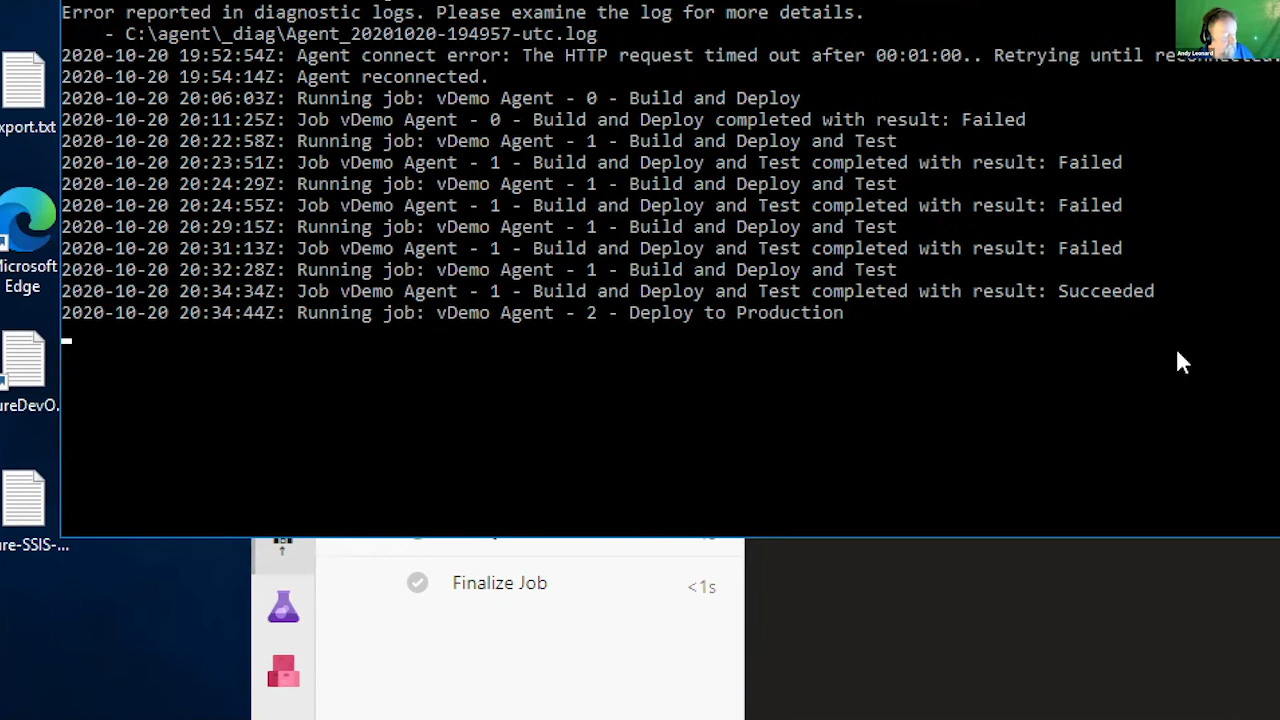 Error reported in diagnostic logs. Please examine the log for more details.
- C:\agent\_diag\Agent_20201020-194957-utc.log
2020-10-20 19:52:54Z: Agent connect error: The HTTP request timed out after 00:01:00.. Retrying until reconnected.
2020-10-20 19:54:14Z: Agent reconnected.
2020-10-20 20:06:03Z: Running job: vDemo Agent - 0 - Build and Deploy
2020-10-20 20:11:25Z: Job vDemo Agent - 0 - Build and Deploy completed with result: Failed
2020-10-20 20:22:58Z: Running job: vDemo Agent - 1 - Build and Deploy and Test
2020-10-20 20:23:51Z: Job vDemo Agent - 1 - Build and Deploy and Test completed with result: Failed
2020-10-20 20:24:29Z: Running job: vDemo Agent - 1 - Build and Deploy and Test
2020-10-20 20:24:55Z: Job vDemo Agent - 1 - Build and Deploy and Test completed with result: Failed
2020-10-20 20:29:15Z: Running job: vDemo Agent - 1 - Build and Deploy and Test
2020-10-20 20:31:13Z: Job vDemo Agent - 1 - Build and Deploy and Test completed with result: Failed
2020-10-20 20:32:28Z: Running job: vDemo Agent - 1 - Build and Deploy and Test
2020-10-20 20:34:34Z: Job vDemo Agent - 1 - Build and Deploy and Test completed with result: Succeeded
2020-10-20 20:34:44Z: Running job: vDemo Agent - 2 - Deploy to Production
Andy Leonard
xport.txt
Microsoft
Edge
ureDevO.
ure-SSIS-...
Finalize Job
<1s